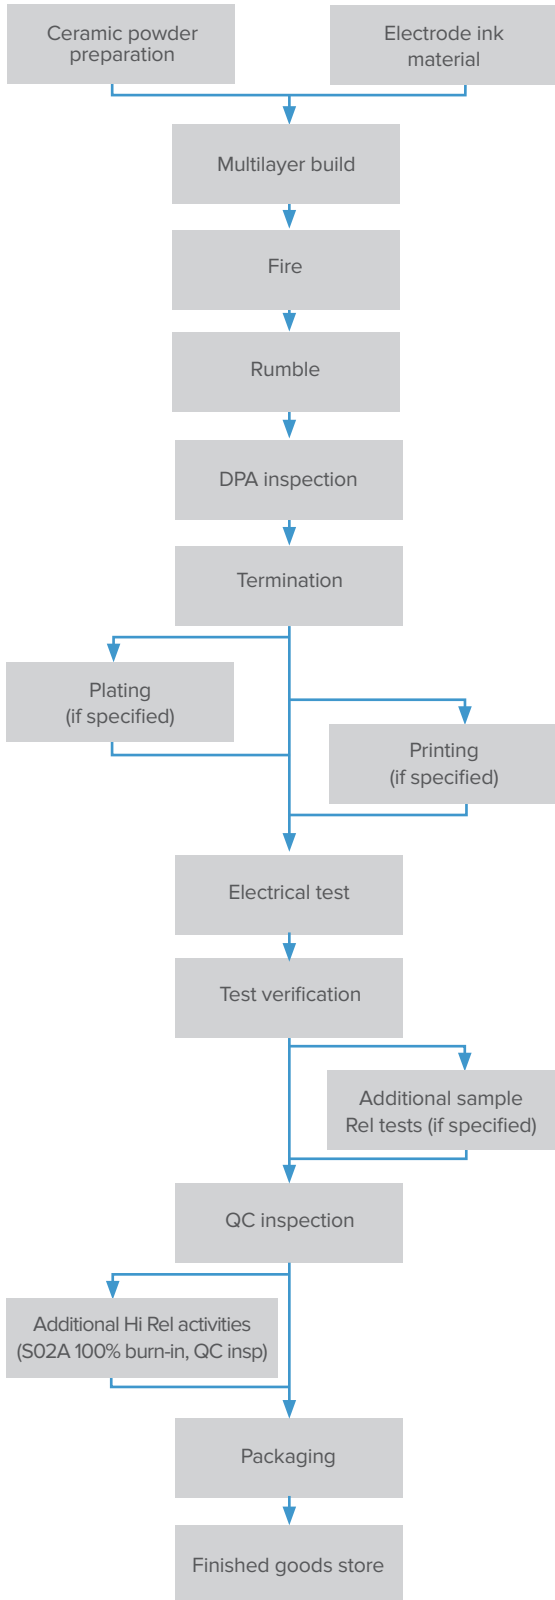 Ceramic powder
preparation
Electrode ink
material
Multilayer build
Fire
Rumble
DPA inspection
Termination
Plating
(if specified)
Printing
(if specified)
Electrical test
Test verification
Additional sample
Rel tests (if specified)
QC inspection
Additional Hi Rel activities
(S02A 100% burn-in, QC insp)
Packaging
Finished goods store